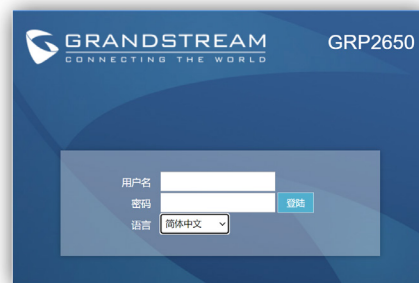 GRANDSTREAM GRP2650
CONNECTING THE WORLD
用户名
密码 登陆
语言 简体中文